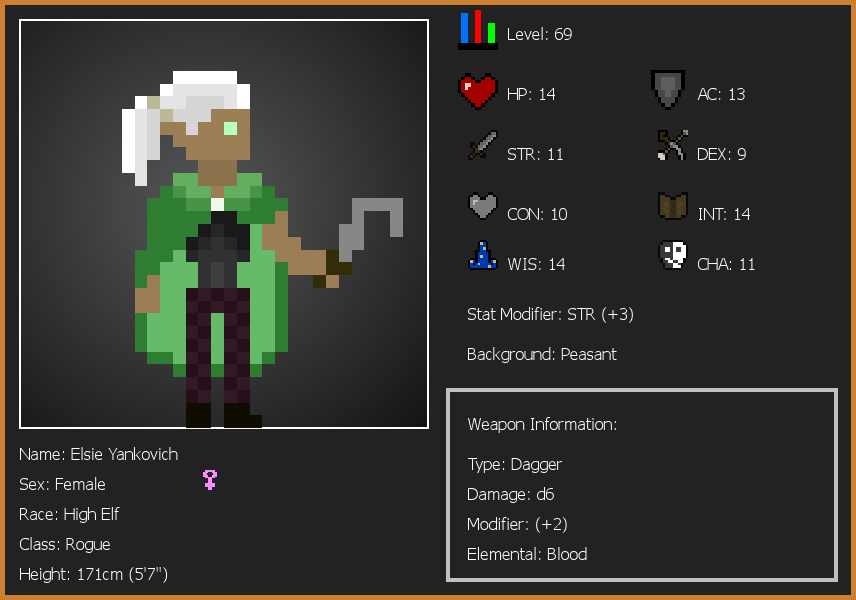 Level: 69
HP: 14
AC: 13
STR: 11
DEX: 9
CON: 10
INT: 14
WIS: 14
CHA: 11
Stat Modifier: STR (+3)
Background: Peasant
Weapon Information:
Type: Dagger
Damage: d6
Modifier: (+2)
Elemental: Blood
Name: Elsie Yankovich
Sex: Female
Race: High Elf
Class: Rogue
Height: 171cm (5'7")